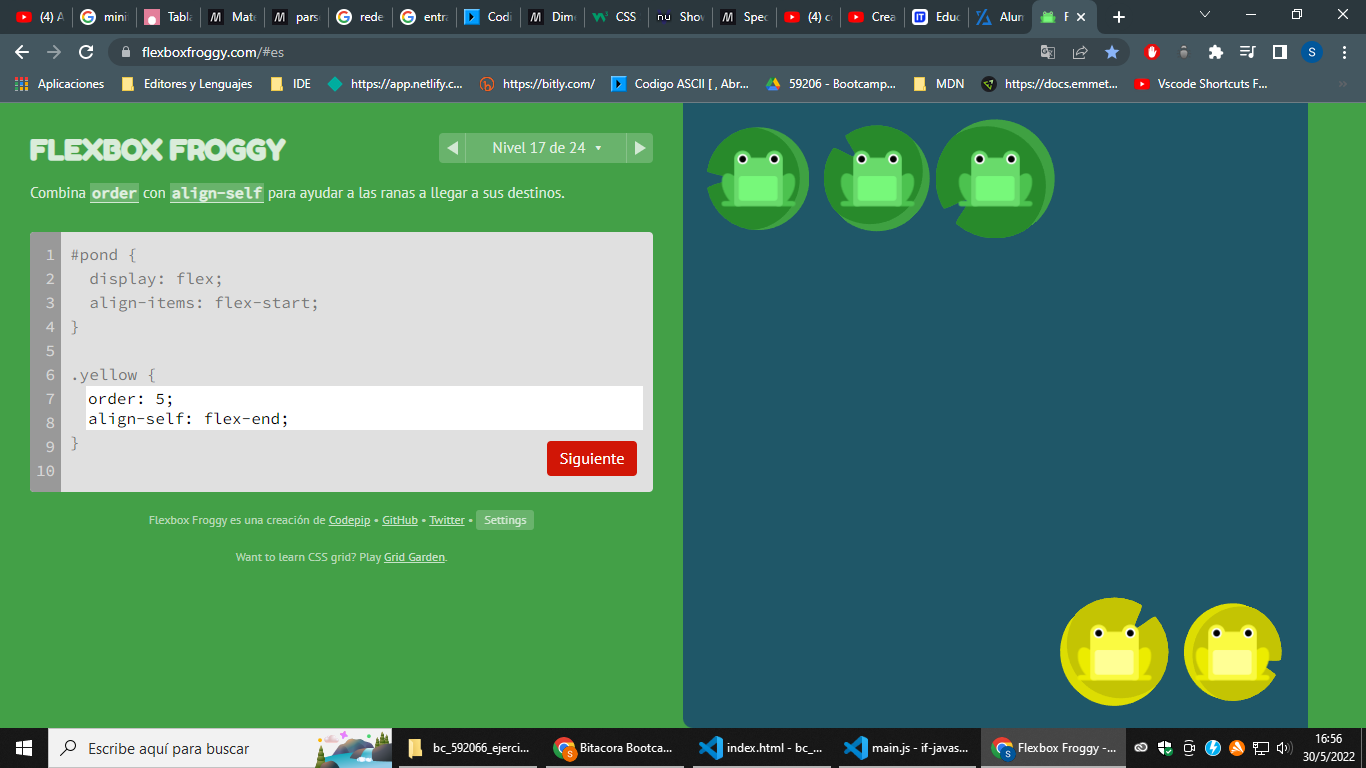 (4) A
mini
Tabla
Mate
parse
rede
entra
Codi
Dime
CSS
Show
Spec
(4) co
Crea
Educ
Alun
F
flexboxfroggy.com/#es
S
Aplicaciones
Editores y Lenguajes
IDE
https://app.netlify.c...
https://bitly.com/
Codigo ASCII [ , Abr...
59206 - Bootcamp...
MDN
https://docs.emmet...
Vscode Shortcuts F...
»
FLEXBOX FROGGY
Nivel 17 de 24
Combina order con align-self para ayudar a las ranas a llegar a sus destinos.
1 #pond {
2 display: flex;
3 align-items: flex-start;
4 }
5
6 .yellow {
7 order: 5;
8 align-self: flex-end;
9 }
10
Siguiente
Flexbox Froggy es una creación de Codepip • GitHub • Twitter • Settings
Want to learn CSS grid? Play Grid Garden.
Escribe aquí para buscar
bc_592066_ejerci...
Bitacora Bootca...
index.html - bc_...
main.js - if-javas...
Flexbox Froggy -...
16:56
30/5/2022